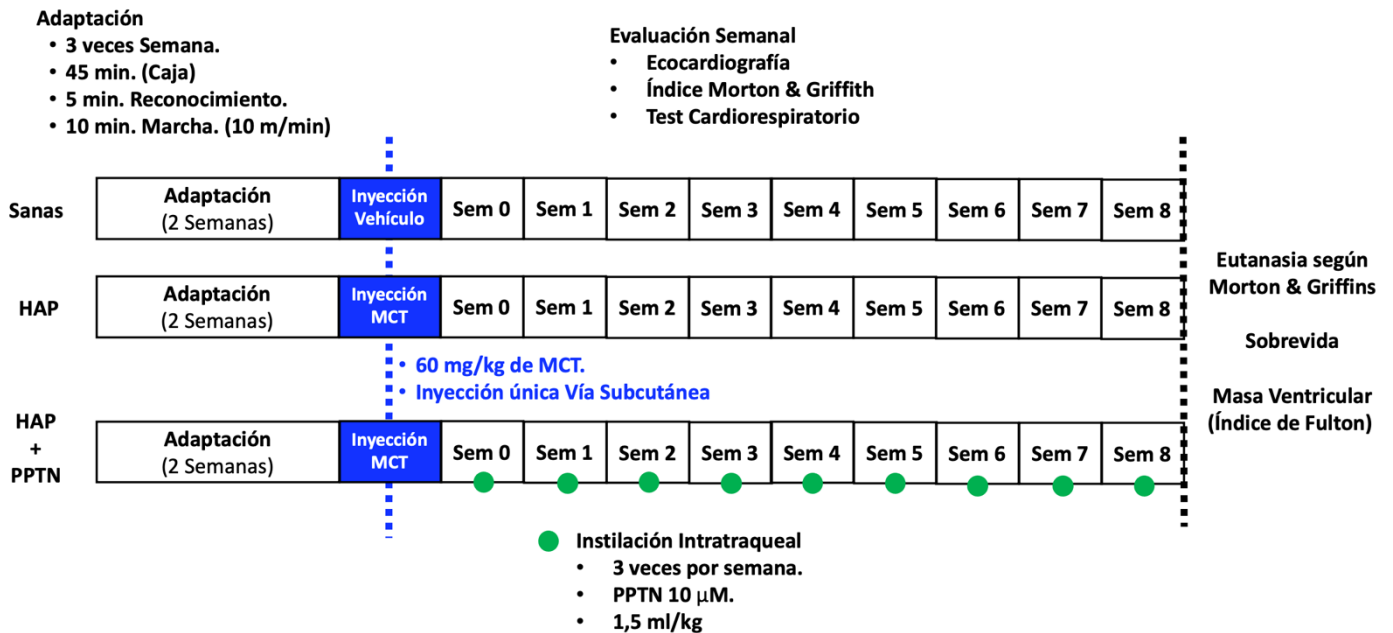 Adaptación
• 3 veces Semana.
• 45 min. (Caja)
• 5 min. Reconocimiento.
• 10 min. Marcha. (10 m/min)
Evaluación Semanal
• Ecocardiografía
• Índice Morton & Griffith
• Test Cardiorespiratorio
Sanas
Adaptación
(2 Semanas)
Inyección
Vehículo
Sem 0
Sem 1
Sem 2
Sem 3
Sem 4
Sem 5
Sem 6
Sem 7
Sem 8
HAP
Adaptación
(2 Semanas)
Inyección
MCT
Sem 0
Sem 1
Sem 2
Sem 3
Sem 4
Sem 5
Sem 6
Sem 7
Sem 8
• 60 mg/kg de MCT.
• Inyección única Vía Subcutánea
HAP
+
PPTN
Adaptación
(2 Semanas)
Inyección
MCT
Sem 0
Sem 1
Sem 2
Sem 3
Sem 4
Sem 5
Sem 6
Sem 7
Sem 8
Eutanasia según
Morton & Griffins
Sobrevida
Masa Ventricular
(Índice de Fulton)
Instilación Intratraqueal
• 3 veces por semana.
• PPTN 10 μM.
• 1,5 ml/kg